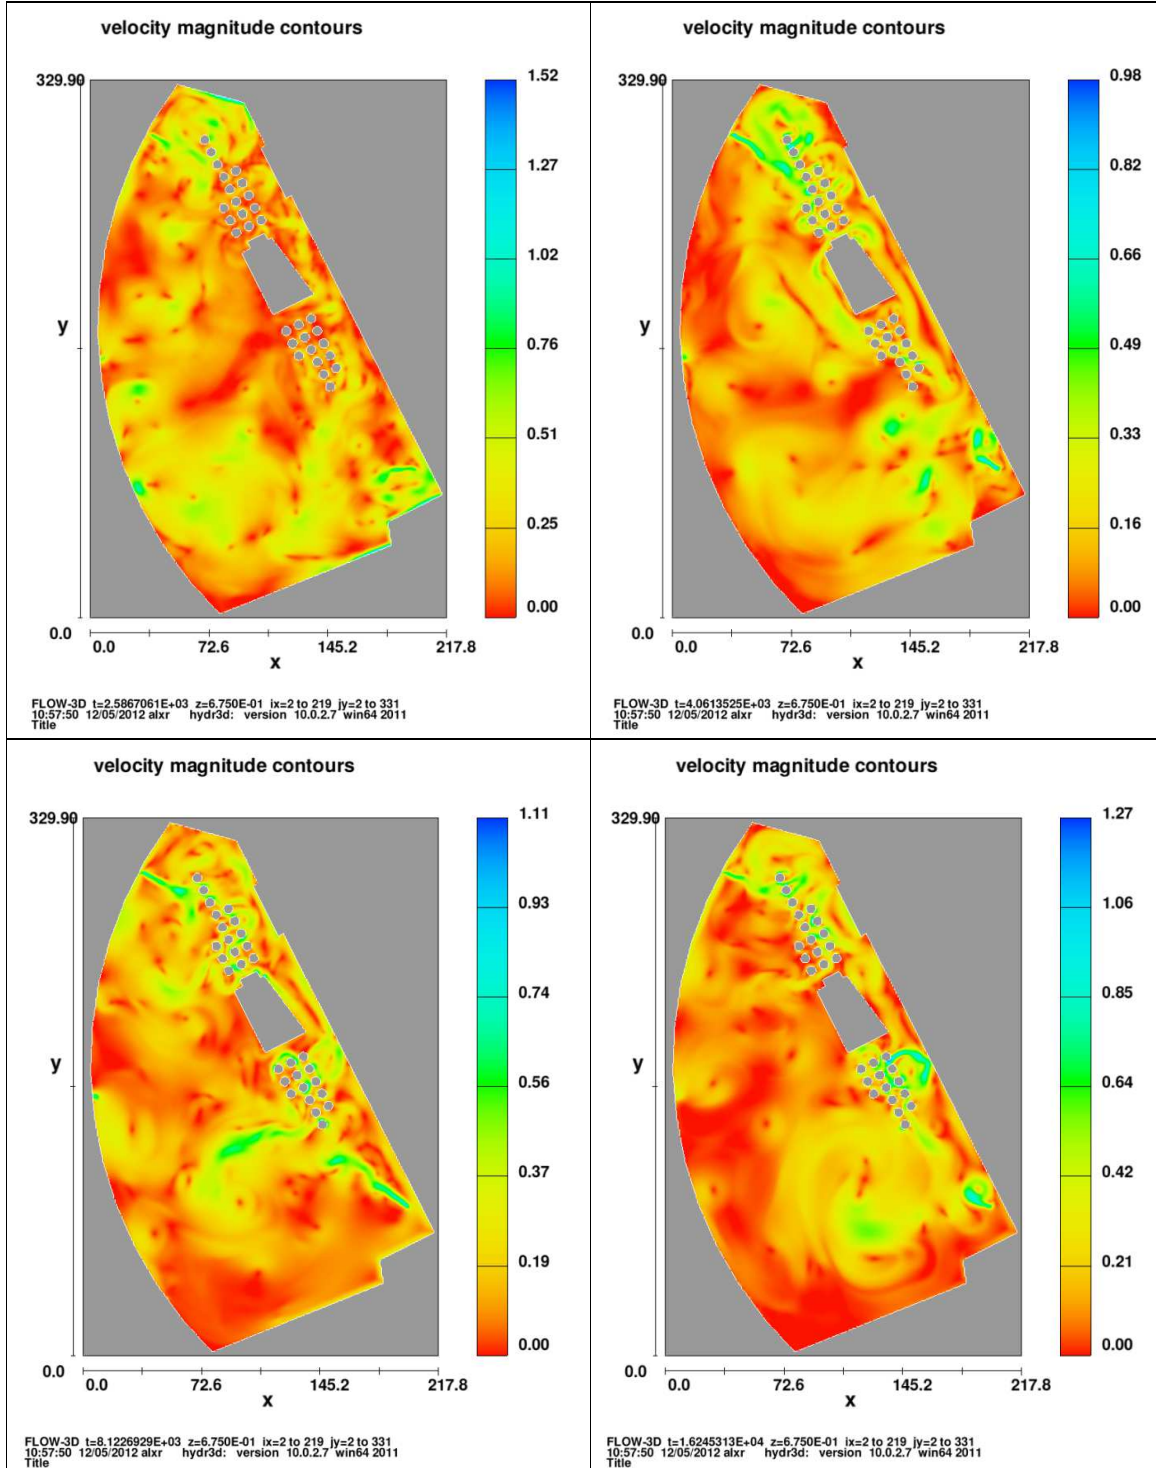 velocity magnitude contours
329.90
y
0.0
0.0 72.6 145.2 217.8
x
1.52
1.27
1.02
0.76
0.51
0.25
0.00
FLOW-3D t=2.5867061E+03 z=6.750E-01 ix=2 to 219 jy=2 to 331
10:57:50 12/05/2012 alxr hydr3d: version 10.0.2.7 win64 2011
Title
velocity magnitude contours
329.90
y
0.0
0.0 72.6 145.2 217.8
x
0.98
0.82
0.66
0.49
0.33
0.16
0.00
FLOW-3D t=4.0613525E+03 z=6.750E-01 ix=2 to 219 jy=2 to 331
10:57:50 12/05/2012 alxr hydr3d: version 10.0.2.7 win64 2011
Title
velocity magnitude contours
329.90
y
0.0
0.0 72.6 145.2 217.8
x
1.11
0.93
0.74
0.56
0.37
0.19
0.00
FLOW-3D t=8.1226929E+03 z=6.750E-01 ix=2 to 219 jy=2 to 331
10:57:50 12/05/2012 alxr hydr3d: version 10.0.2.7 win64 2011
Title
velocity magnitude contours
329.90
y
0.0
0.0 72.6 145.2 217.8
x
1.27
1.06
0.85
0.64
0.42
0.21
0.00
FLOW-3D t=1.6245313E+04 z=6.750E-01 ix=2 to 219 jy=2 to 331
10:57:50 12/05/2012 alxr hydr3d: version 10.0.2.7 win64 2011
Title